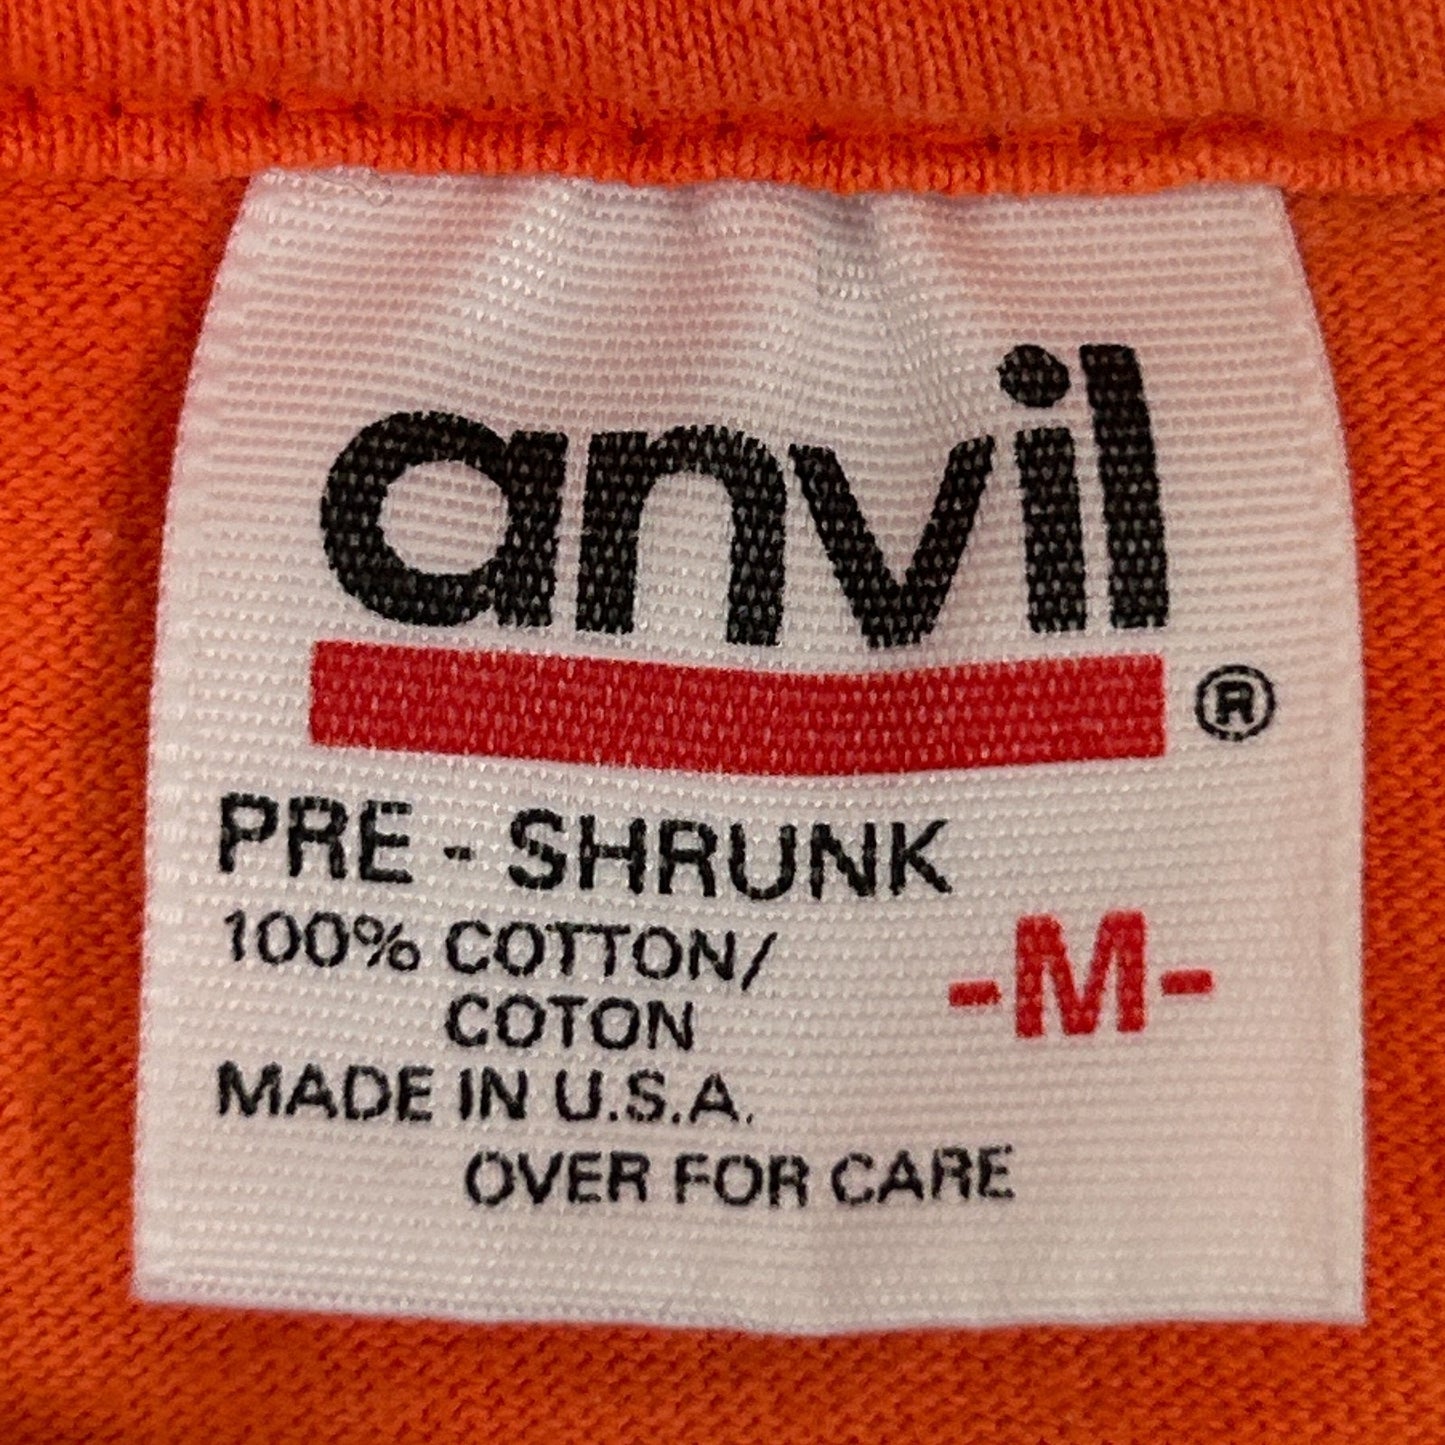 anvil
®
PRE - SHRUNK
100% COTTON/
COTON
-M-
MADE IN U.S.A.
OVER FOR CARE